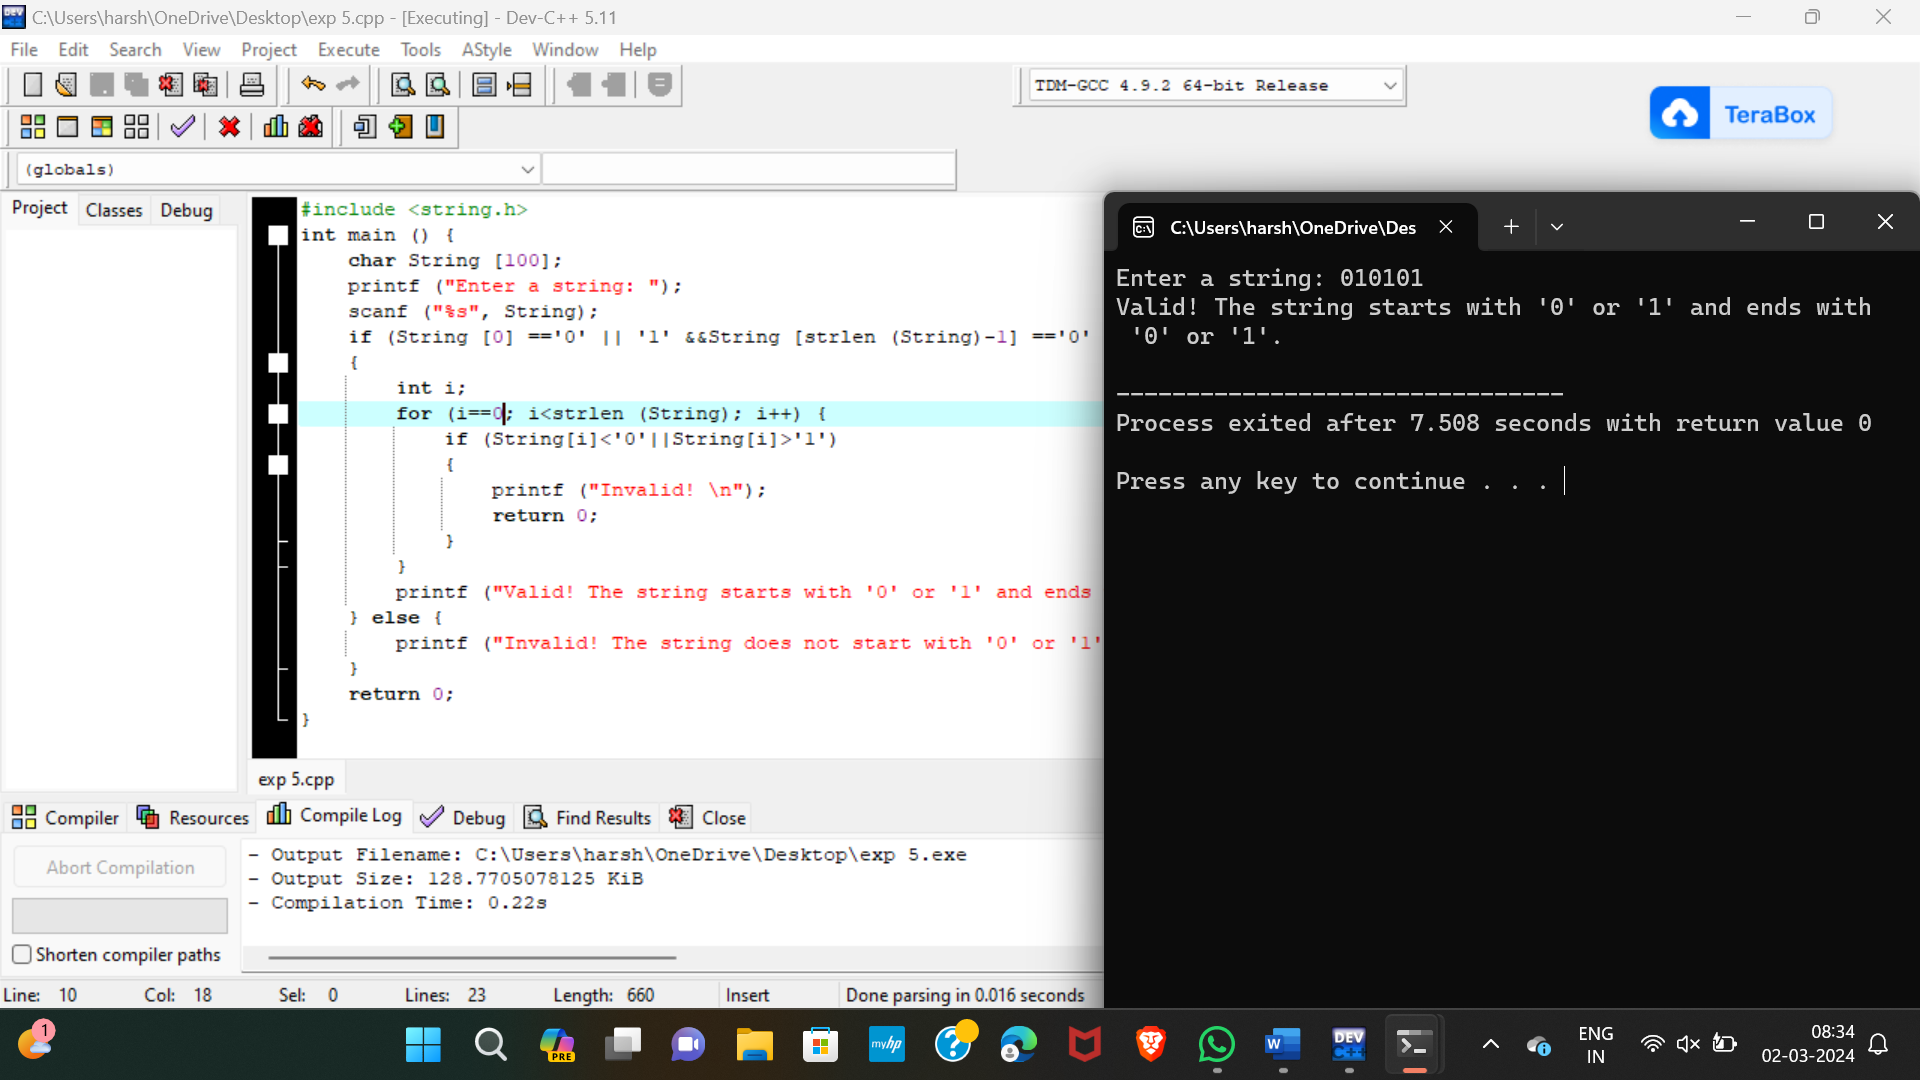 C:\Users\harsh\OneDrive\Desktop\exp 5.cpp - [Executing] - Dev-C++ 5.11
File Edit Search View Project Execute Tools AStyle Window Help
TDM-GCC 4.9.2 64-bit Release
TeraBox
(globals)
Project Classes Debug
#include <string.h>
int main () {
char String [100];
printf ("Enter a string: ");
scanf ("%s", String);
if (String [0] =='0' || '1' &&String [strlen (String)-1] =='0'
{
int i;
for (i==0; i<strlen (String); i++) {
if (String[i]<'0'||String[i]>'1')
{
printf ("Invalid! \n");
return 0;
}
}
printf ("Valid! The string starts with '0' or '1' and ends
} else {
printf ("Invalid! The string does not start with '0' or '1'
}
return 0;
}
exp 5.cpp
C:\Users\harsh\OneDrive\Des
Enter a string: 010101
Valid! The string starts with '0' or '1' and ends with
'0' or '1'.
--------------------------------
Process exited after 7.508 seconds with return value 0
Press any key to continue . . .
Compiler Resources Compile Log Debug Find Results Close
Abort Compilation
Shorten compiler paths
- Output Filename: C:\Users\harsh\OneDrive\Desktop\exp 5.exe
- Output Size: 128.7705078125 KiB
- Compilation Time: 0.22s
Line: 10 Col: 18 Sel: 0 Lines: 23 Length: 660 Insert Done parsing in 0.016 seconds
1
PRE
myhp
W
DEV
C++
ENG
IN
08:34
02-03-2024